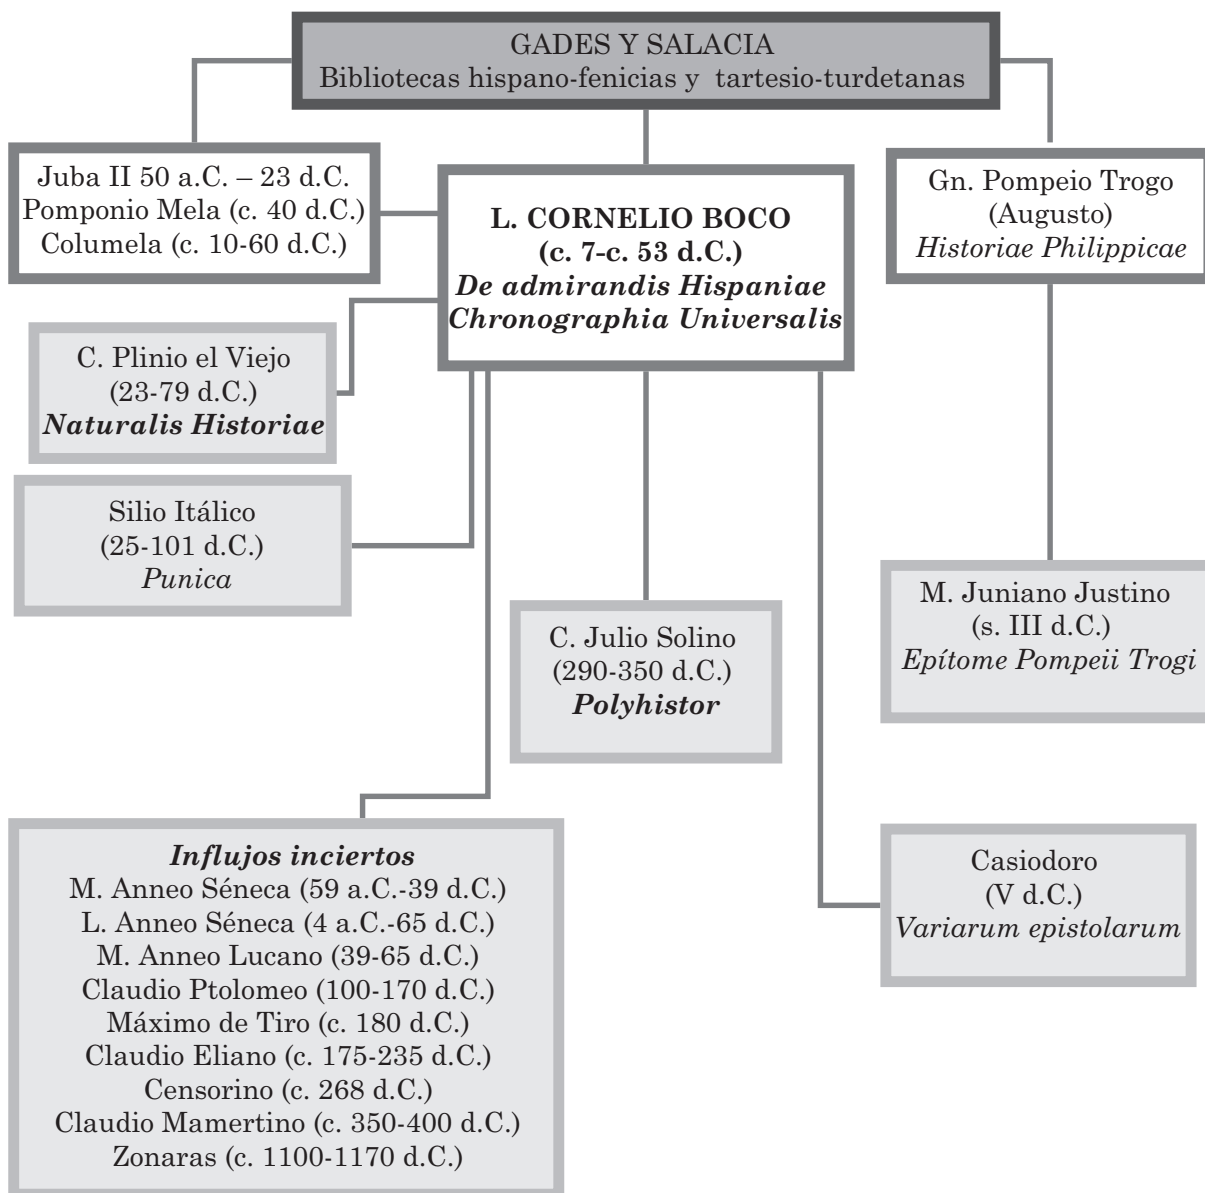 GADES Y SALACIA
Bibliotecas hispano-fenicias y tartesio-turdetanas
Juba II 50 a.C. – 23 d.C.
Pomponio Mela (c. 40 d.C.)
Columela (c. 10-60 d.C.)
L. CORNELIO BOCO
(c. 7-c. 53 d.C.)
De admirandis Hispaniae
Chronographia Universalis
Gn. Pompeio Trogo
(Augusto)
Historiae Philippicae
C. Plinio el Viejo
(23-79 d.C.)
Naturalis Historiae
Silio Itálico
(25-101 d.C.)
Punica
C. Julio Solino
(290-350 d.C.)
Polyhistor
M. Juniano Justino
(s. III d.C.)
Epítome Pompeii Trogi
Influjos inciertos
M. Anneo Séneca (59 a.C.-39 d.C.)
L. Anneo Séneca (4 a.C.-65 d.C.)
M. Anneo Lucano (39-65 d.C.)
Claudio Ptolomeo (100-170 d.C.)
Máximo de Tiro (c. 180 d.C.)
Claudio Eliano (c. 175-235 d.C.)
Censorino (c. 268 d.C.)
Claudio Mamertino (c. 350-400 d.C.)
Zonaras (c. 1100-1170 d.C.)
Casiodoro
(V d.C.)
Variarum epistolarum